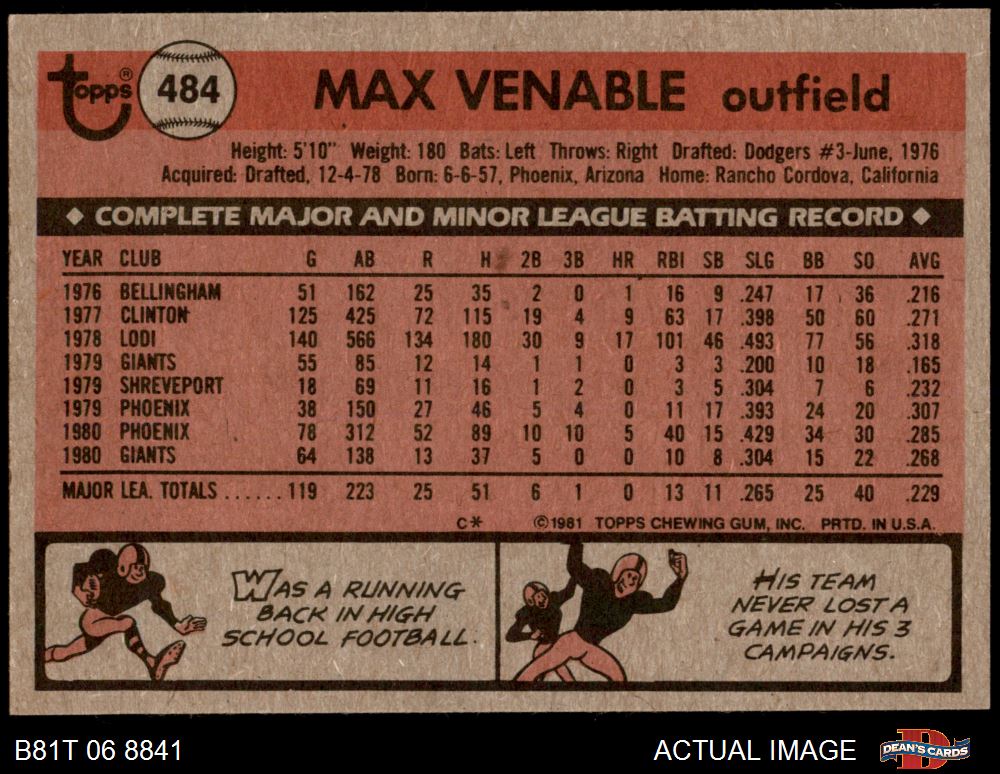 Topps®
484
MAX VENABLE outfield
Height: 5'10" Weight: 180 Bats: Left Throws: Right Drafted: Dodgers #3-June, 1976
Acquired: Drafted, 12-4-78 Born: 6-6-57, Phoenix, Arizona Home: Rancho Cordova, California
◆ COMPLETE MAJOR AND MINOR LEAGUE BATTING RECORD ◆
YEAR CLUB G AB R H 2B 3B HR RBI SB SLG BB SO AVG
1976 BELLINGHAM 51 162 25 35 2 0 1 16 9 .247 17 36 .216
1977 CLINTON 125 425 72 115 19 4 9 63 17 .398 50 60 .271
1978 LODI 140 566 134 180 30 9 17 101 46 .493 77 56 .318
1979 GIANTS 55 85 12 14 1 1 0 3 3 .200 10 18 .165
1979 SHREVEPORT 18 69 11 16 1 2 0 3 5 .304 7 6 .232
1979 PHOENIX 38 150 27 46 5 4 0 11 17 .393 24 20 .307
1980 PHOENIX 78 312 52 89 10 10 5 40 15 .429 34 30 .285
1980 GIANTS 64 138 13 37 5 0 0 10 8 .304 15 22 .268
MAJOR LEA. TOTALS ...... 119 223 25 51 6 1 0 13 11 .265 25 40 .229
C* ©1981 TOPPS CHEWING GUM, INC. PRTD. IN U.S.A.
WAS A RUNNING
BACK IN HIGH
SCHOOL FOOTBALL.
HIS TEAM
NEVER LOST A
GAME IN HIS 3
CAMPAIGNS.
B81T 06 8841
ACTUAL IMAGE
DEAN'S CARDS